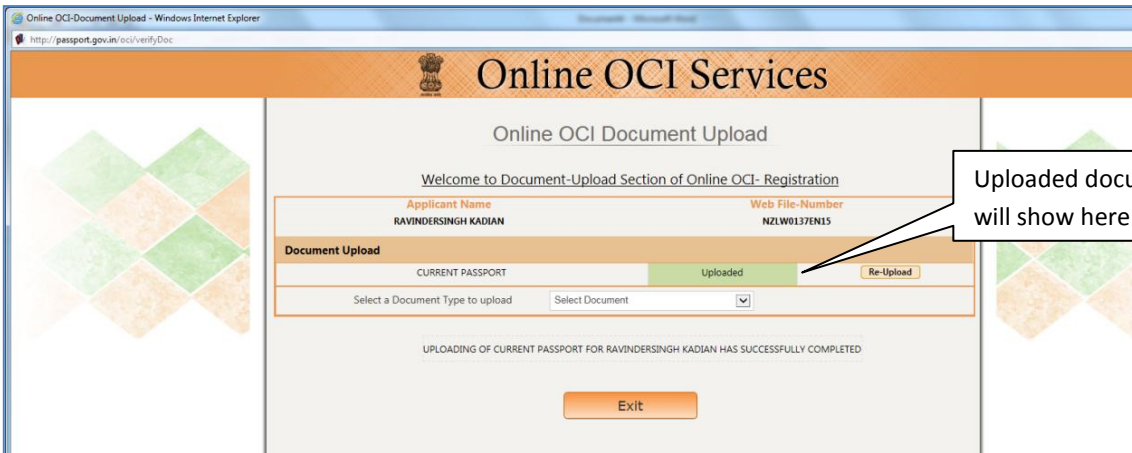 Online OCI-Document Upload - Windows Internet Explorer
http://passport.gov.in/oci/verifyDoc
Online OCI Services
Online OCI Document Upload
Welcome to Document-Upload Section of Online OCI- Registration
Applicant Name Web File-Number
RAVINDERSINGH KADIAN NZLW0137EN15
Document Upload
CURRENT PASSPORT Uploaded Re-Upload
Select a Document Type to upload Select Document
UPLOADING OF CURRENT PASSPORT FOR RAVINDERSINGH KADIAN HAS SUCCESSFULLY COMPLETED
Exit
Uploaded docu
will show here